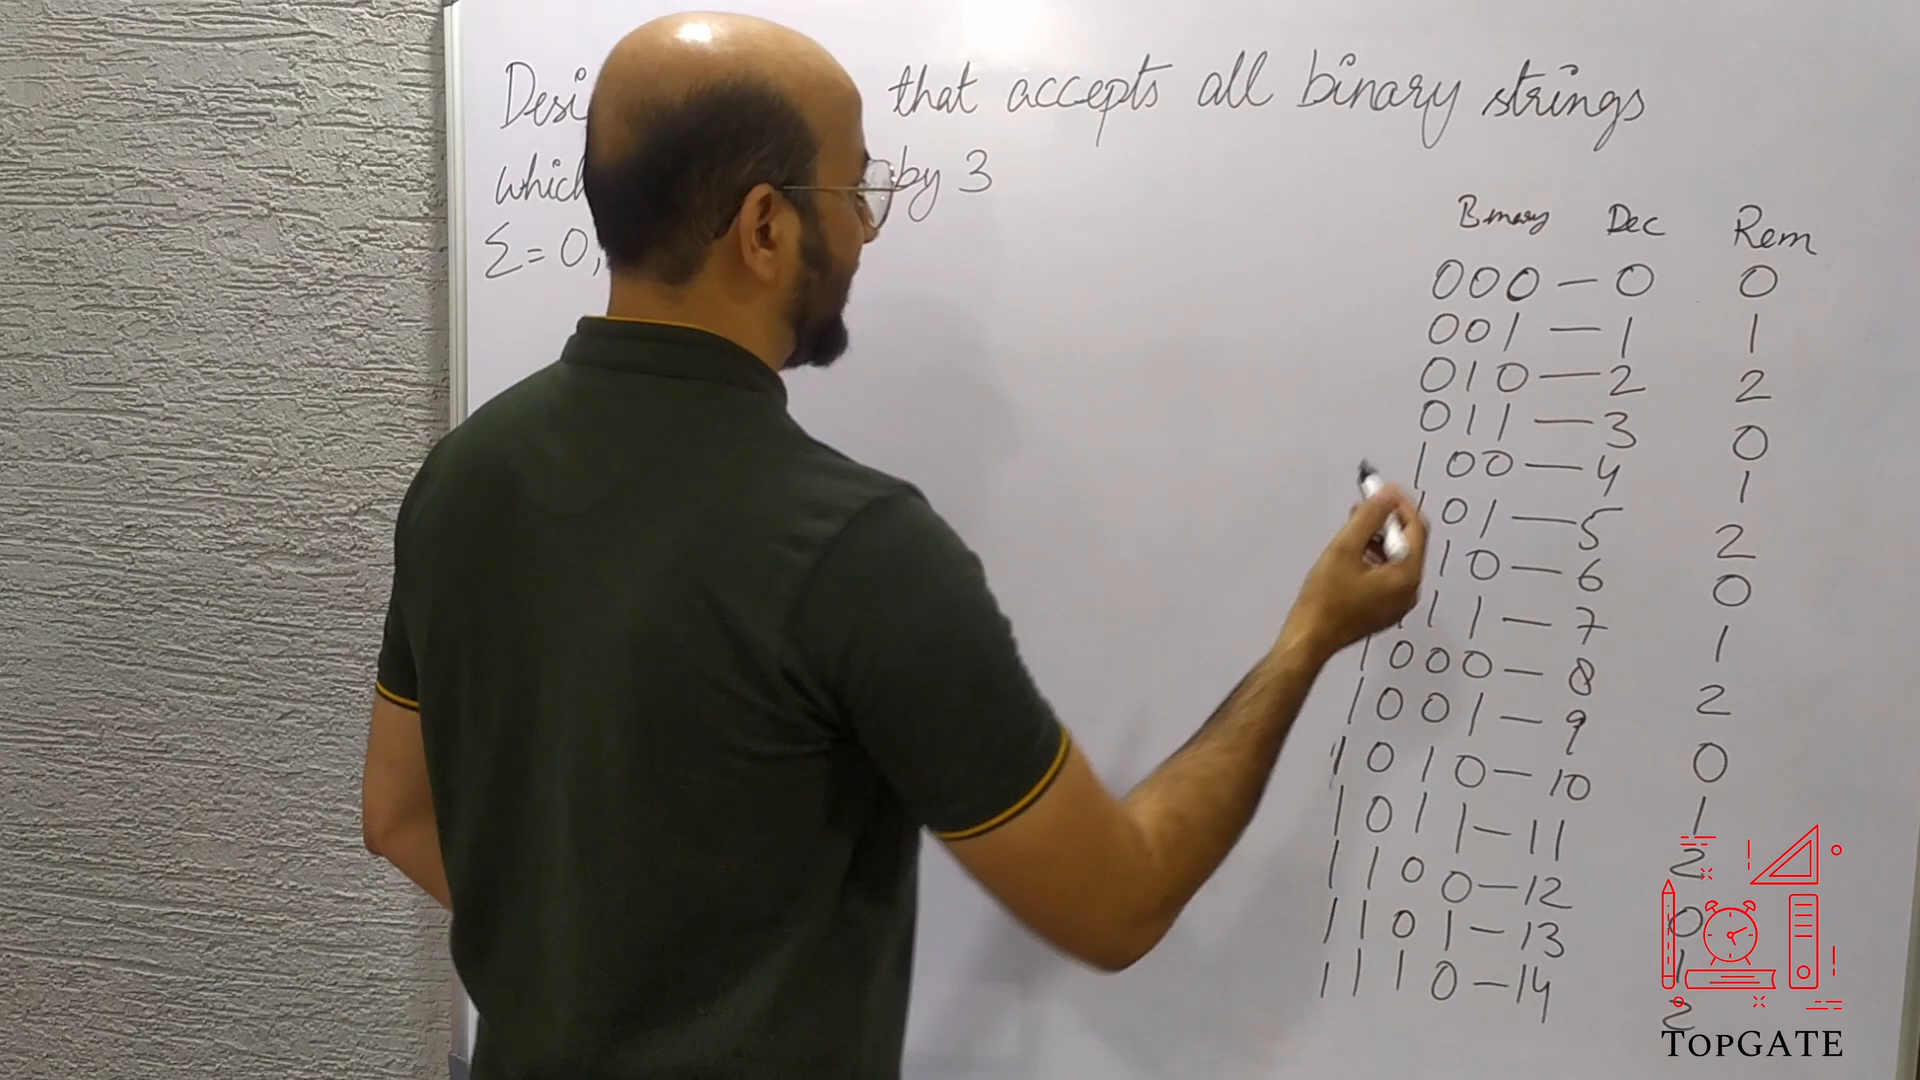 Desi that accepts all binary strings
which by 3
Σ = 0,
Binary Dec Rem
000 — 0 0
001 — 1 1
010 — 2 2
011 — 3 0
100 — 4 1
101 — 5 2
10 — 6 0
111 — 7 1
1000 — 8 2
1001 — 9 0
1010 — 10 1
1011 — 11 2
1100 — 12 0
1101 — 13 1
1110 — 14 2
TOPGATE